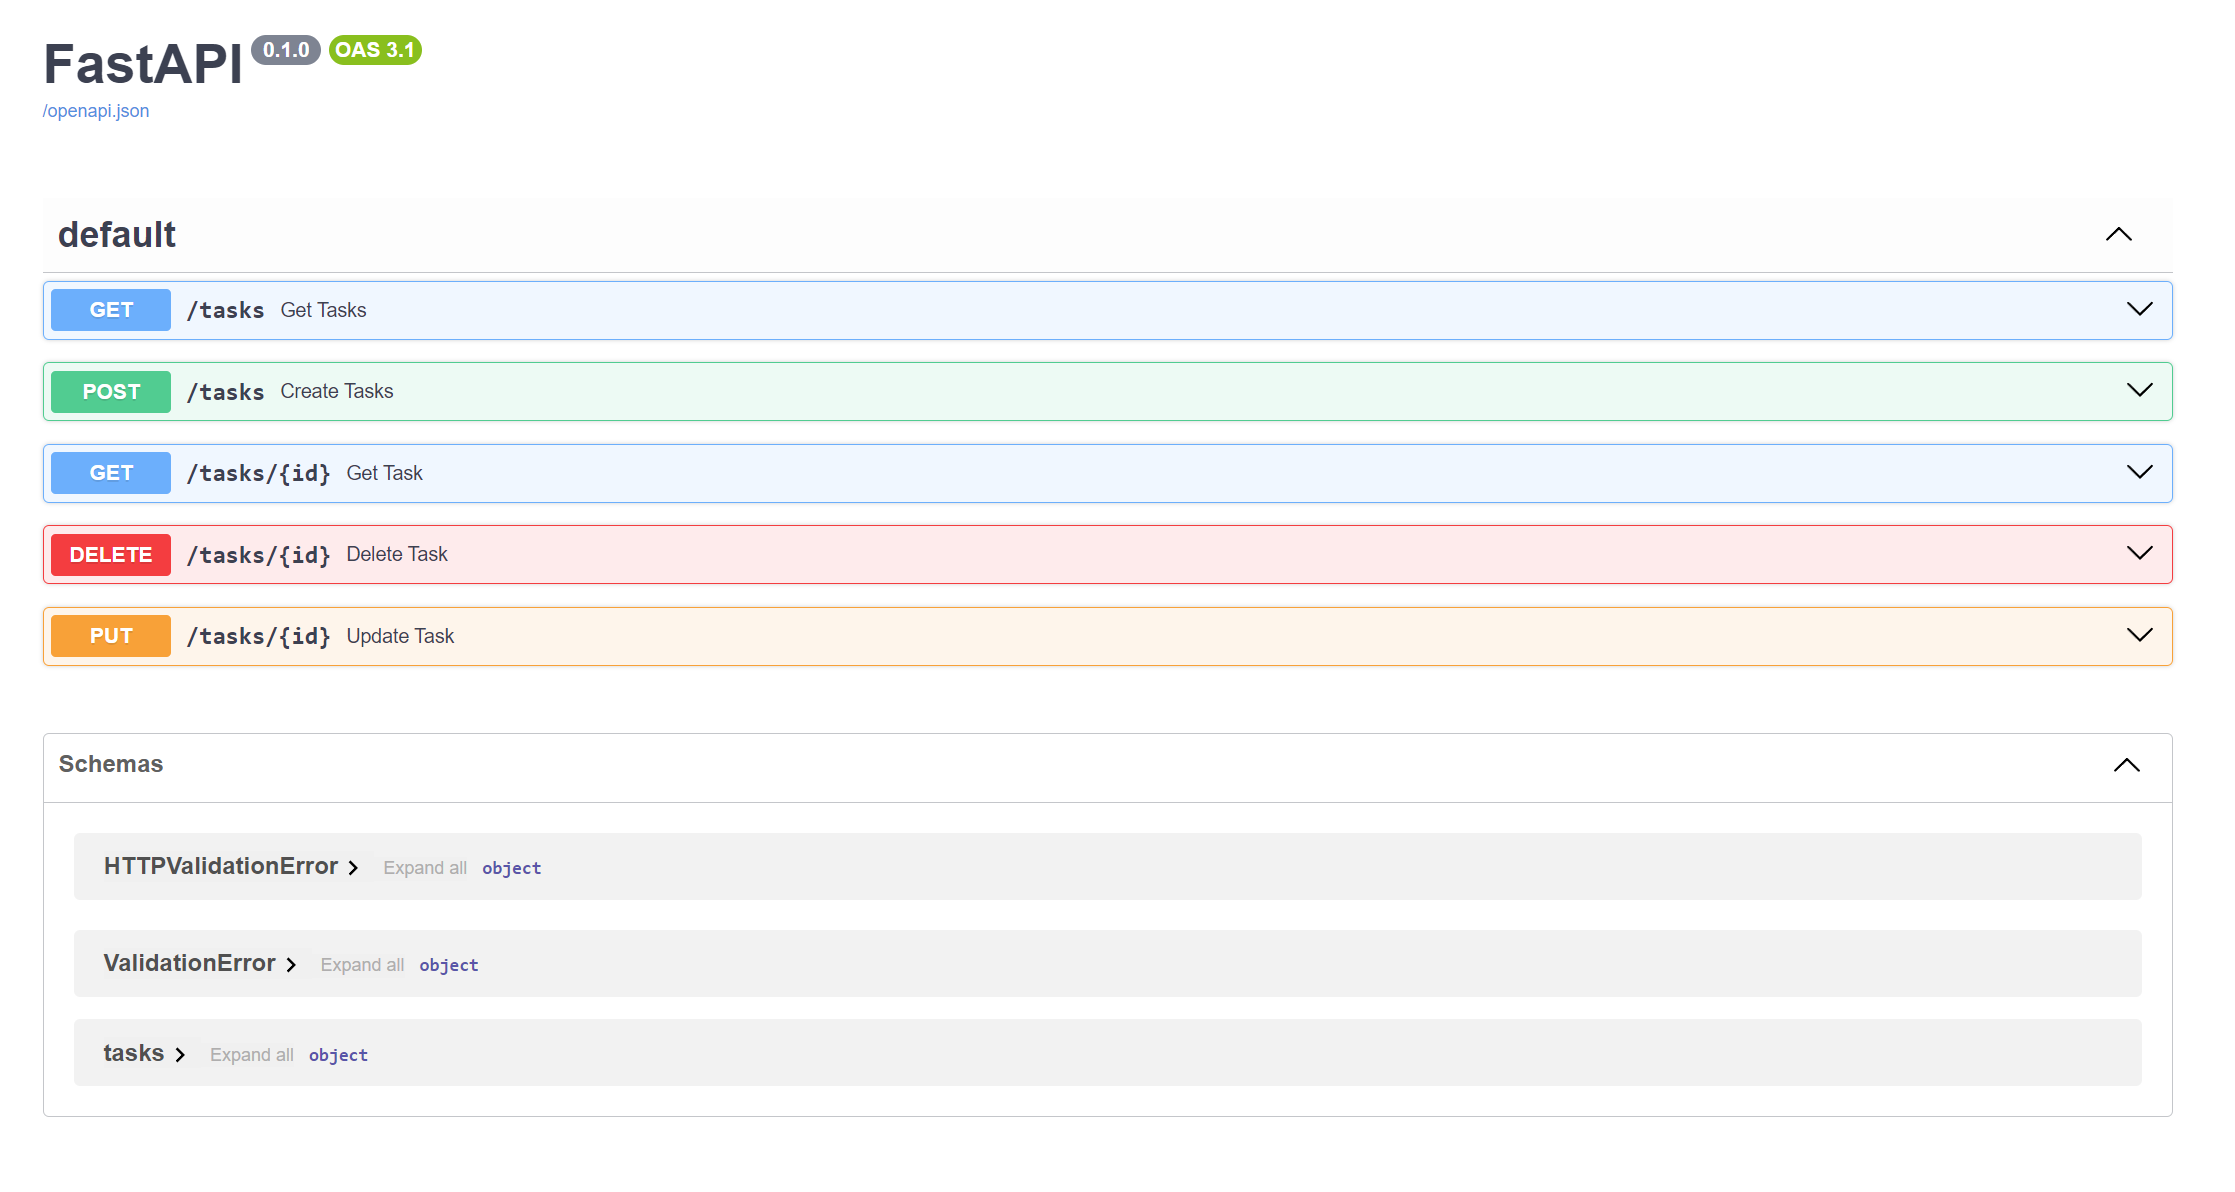 FastAPI 0.1.0 OAS 3.1
/openapi.json
default
GET /tasks Get Tasks
POST /tasks Create Tasks
GET /tasks/{id} Get Task
DELETE /tasks/{id} Delete Task
PUT /tasks/{id} Update Task
Schemas
HTTPValidationError Expand all object
ValidationError Expand all object
tasks Expand all object